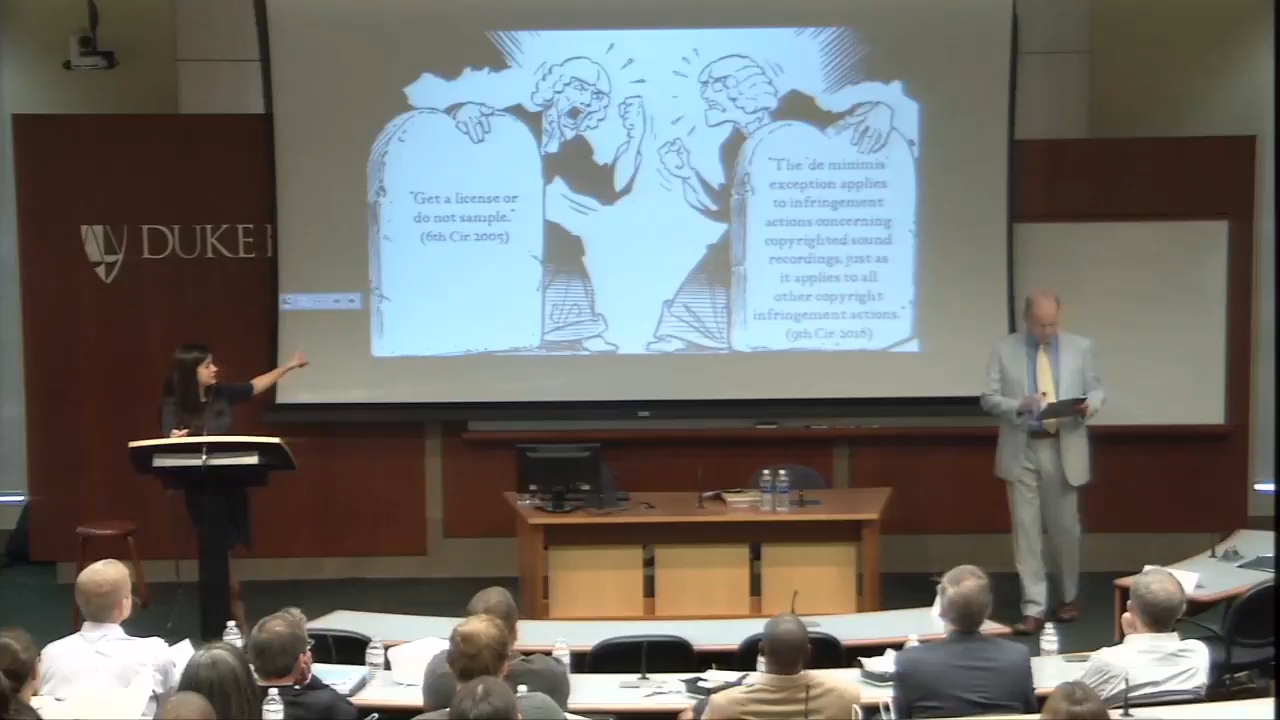 "Get a license or
do not sample."
(6th Cir. 2005)
"The 'de minimis'
exception applies
to infringement
actions concerning
copyrighted sound
recordings, just as
it applies to all
other copyright
infringement actions."
(9th Cir. 2016)
DUKE